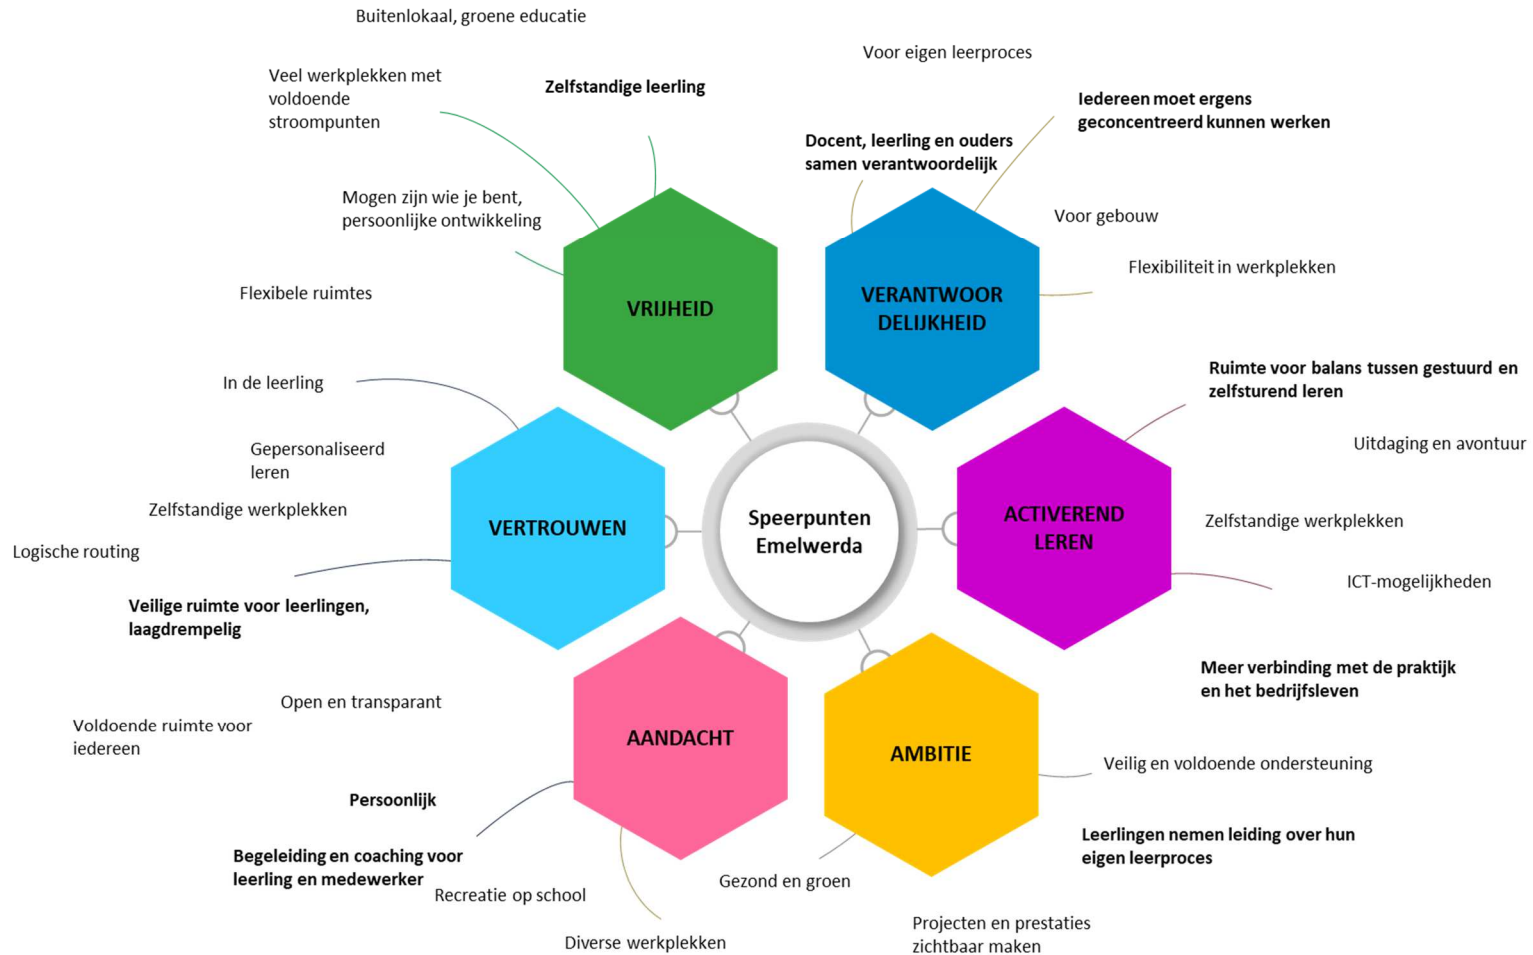 Buitenlokaal, groene educatie
Veel werkplekken met
voldoende
stroompunten
Zelfstandige leerling
Mogen zijn wie je bent,
persoonlijke ontwikkeling
Flexibele ruimtes
VRIJHEID
Voor eigen leerproces
Iedereen moet ergens
geconcentreerd kunnen werken
Docent, leerling en ouders
samen verantwoordelijk
Voor gebouw
Flexibiliteit in werkplekken
VERANTWOOR
DELIJKHEID
In de leerling
Gepersonaliseerd
leren
Zelfstandige werkplekken
Logische routing
Veilige ruimte voor leerlingen,
laagdrempelig
VERTROUWEN
Speerpunten
Emelwerda
ACTIVEREND
LEREN
Ruimte voor balans tussen gestuurd en
zelfsturend leren
Uitdaging en avontuur
Zelfstandige werkplekken
ICT-mogelijkheden
Meer verbinding met de praktijk
en het bedrijfsleven
Open en transparant
Voldoende ruimte voor
iedereen
AANDACHT
Persoonlijk
Begeleiding en coaching voor
leerling en medewerker
Recreatie op school
Diverse werkplekken
AMBITIE
Veilig en voldoende ondersteuning
Leerlingen nemen leiding over hun
eigen leerproces
Gezond en groen
Projecten en prestaties
zichtbaar maken